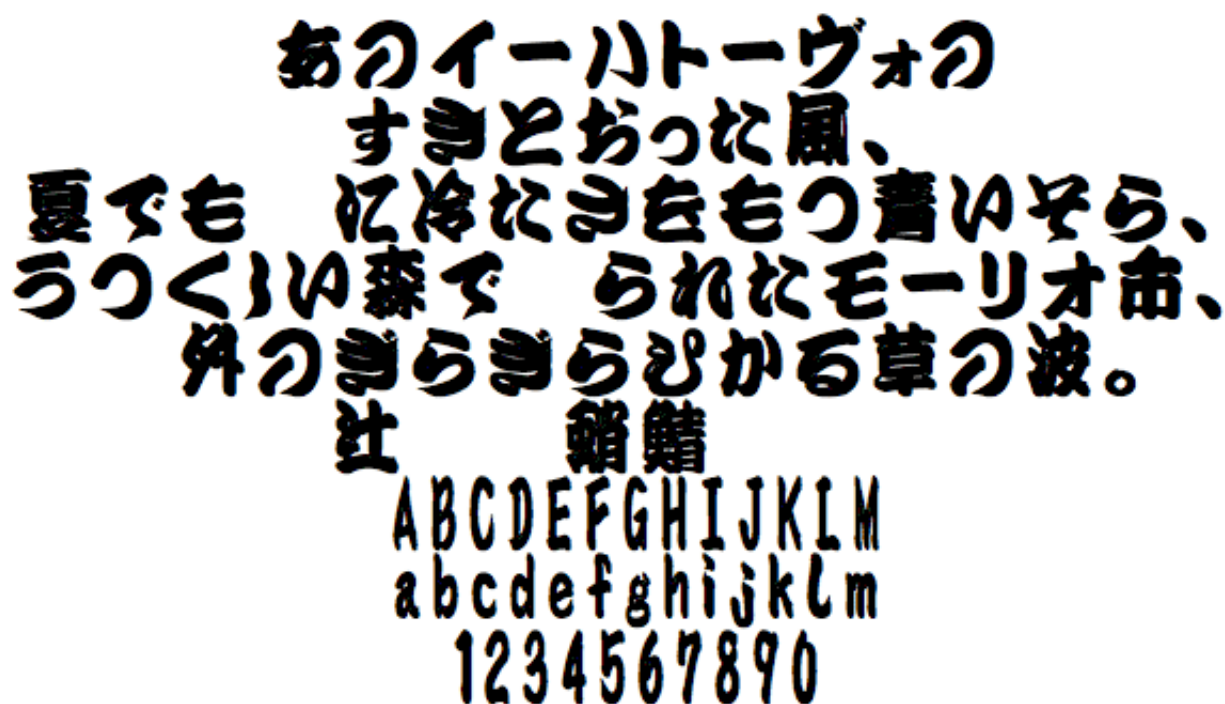 あのイーハトーヴォの
すきとおった風、
夏でも　に冷たさをもつ青いそら、
うつくしい森で　られたモーリオ市、
外のぎらぎらひかる草の波。
辻　　蛸鯖
ABCDEFGHIJKLM
abcdefghijklm
1234567890